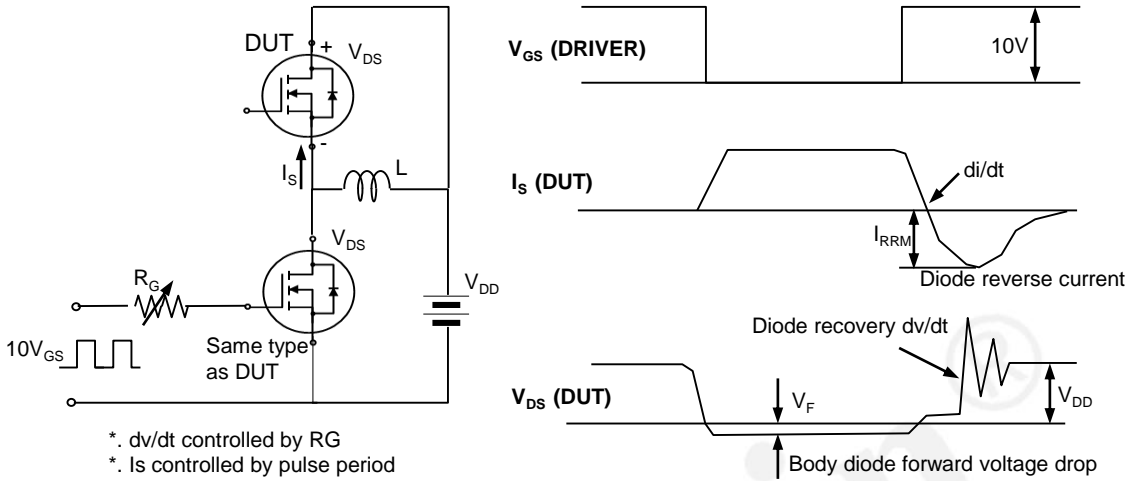 DUT
+
V_DS
-
I_S
L
V_DS
R_G
V_DD
10V_GS
Same type
as DUT
*. dv/dt controlled by RG
*. Is controlled by pulse period
V_GS (DRIVER)
10V
I_S (DUT)
di/dt
I_RRM
Diode reverse current
Diode recovery dv/dt
V_DS (DUT)
V_F
V_DD
Body diode forward voltage drop